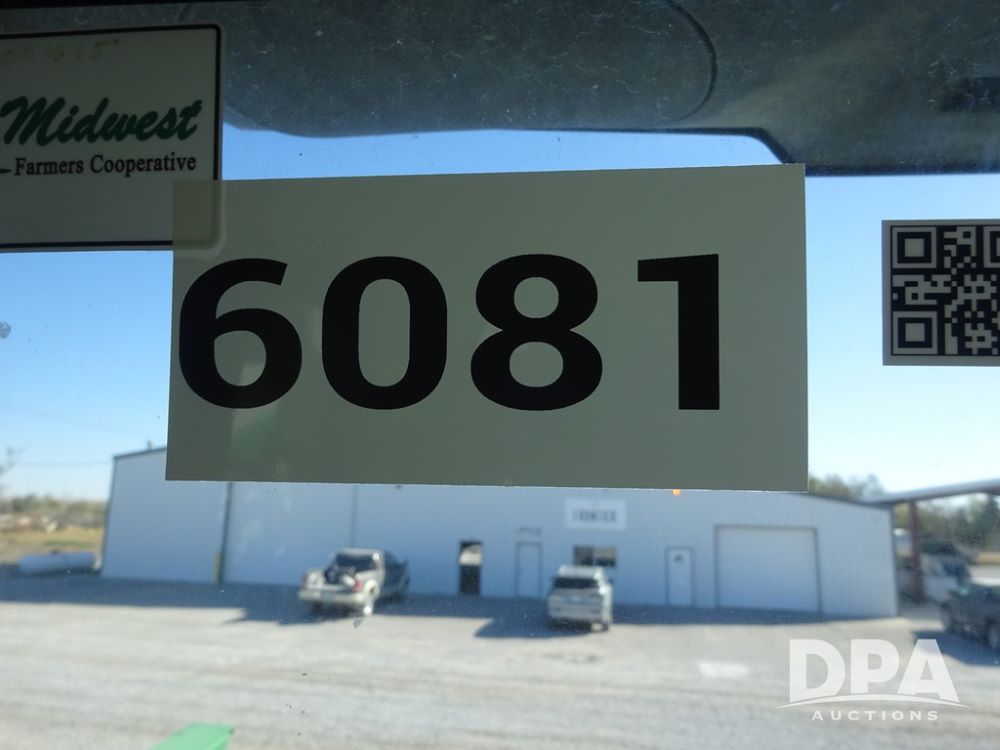 Midwest
Farmers Cooperative
6081
FRONTIER
DPA
AUCTIONS